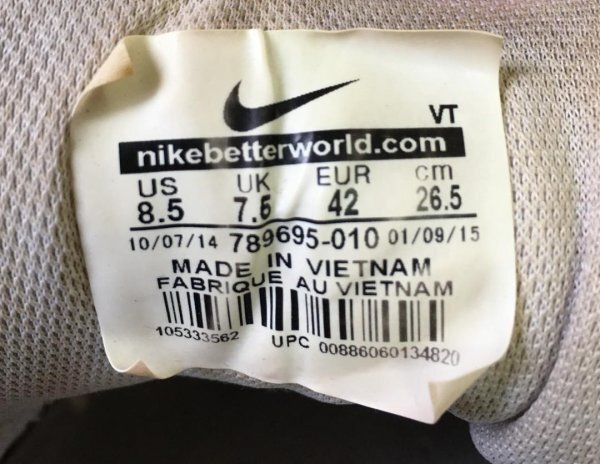 VT
nikebetterworld.com
US UK EUR cm
8.5 7.5 42 26.5
10/07/14 789695-010 01/09/15
MADE IN VIETNAM
FABRIQUE AU VIETNAM
105333562 UPC 00886060134820